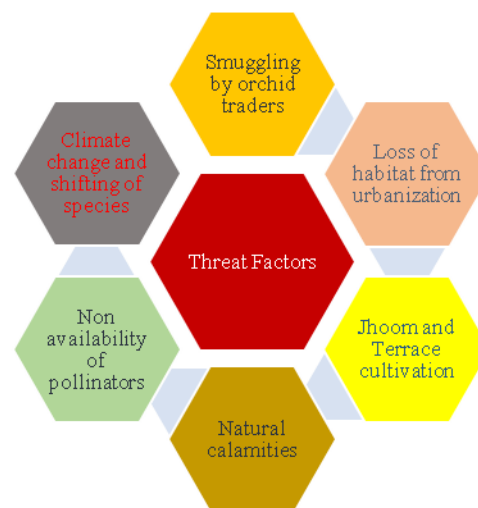 Smuggling
by orchid
traders
Climate
change and
shifting of
species
Loss of
habitat from
urbanization
Threat Factors
Non
availability
of
pollinators
Jhoom and
Terrace
cultivation
Natural
calamities